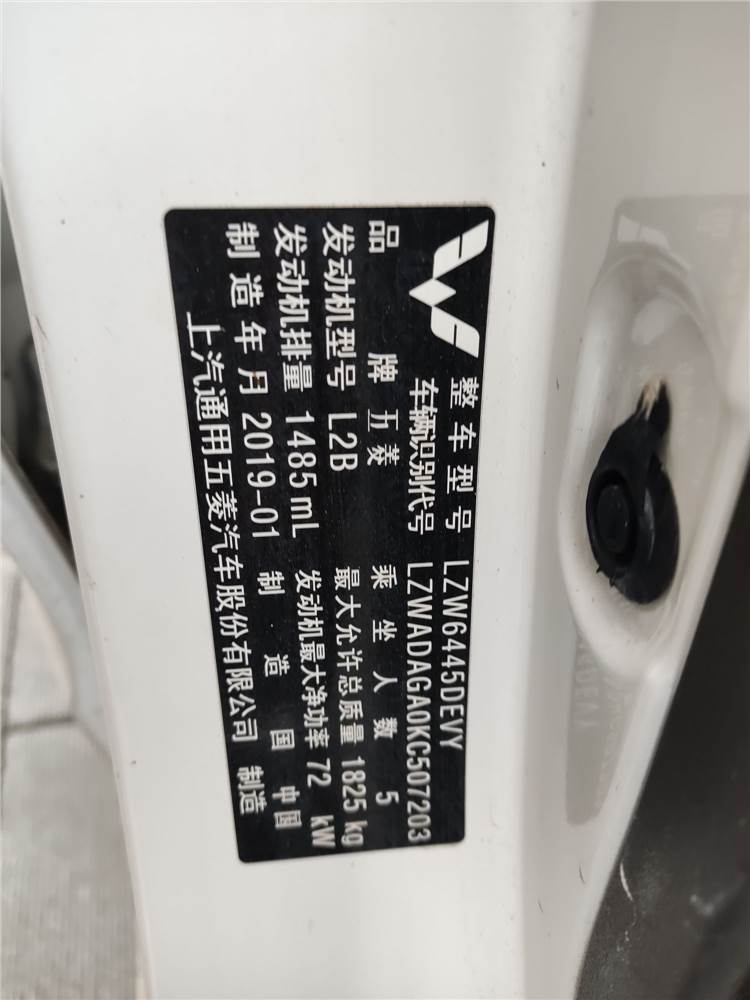 整车型号 LZW6445DEVY
车辆识别代号 LZWADAGA0KC507203
品牌 五菱 乘坐人数 5
发动机型号 L2B 最大允许总质量 1825 kg
发动机排量 1485 mL 发动机最大净功率 72 kW
制造年月 2019-01 制造国 中国
上汽通用五菱汽车股份有限公司 制造